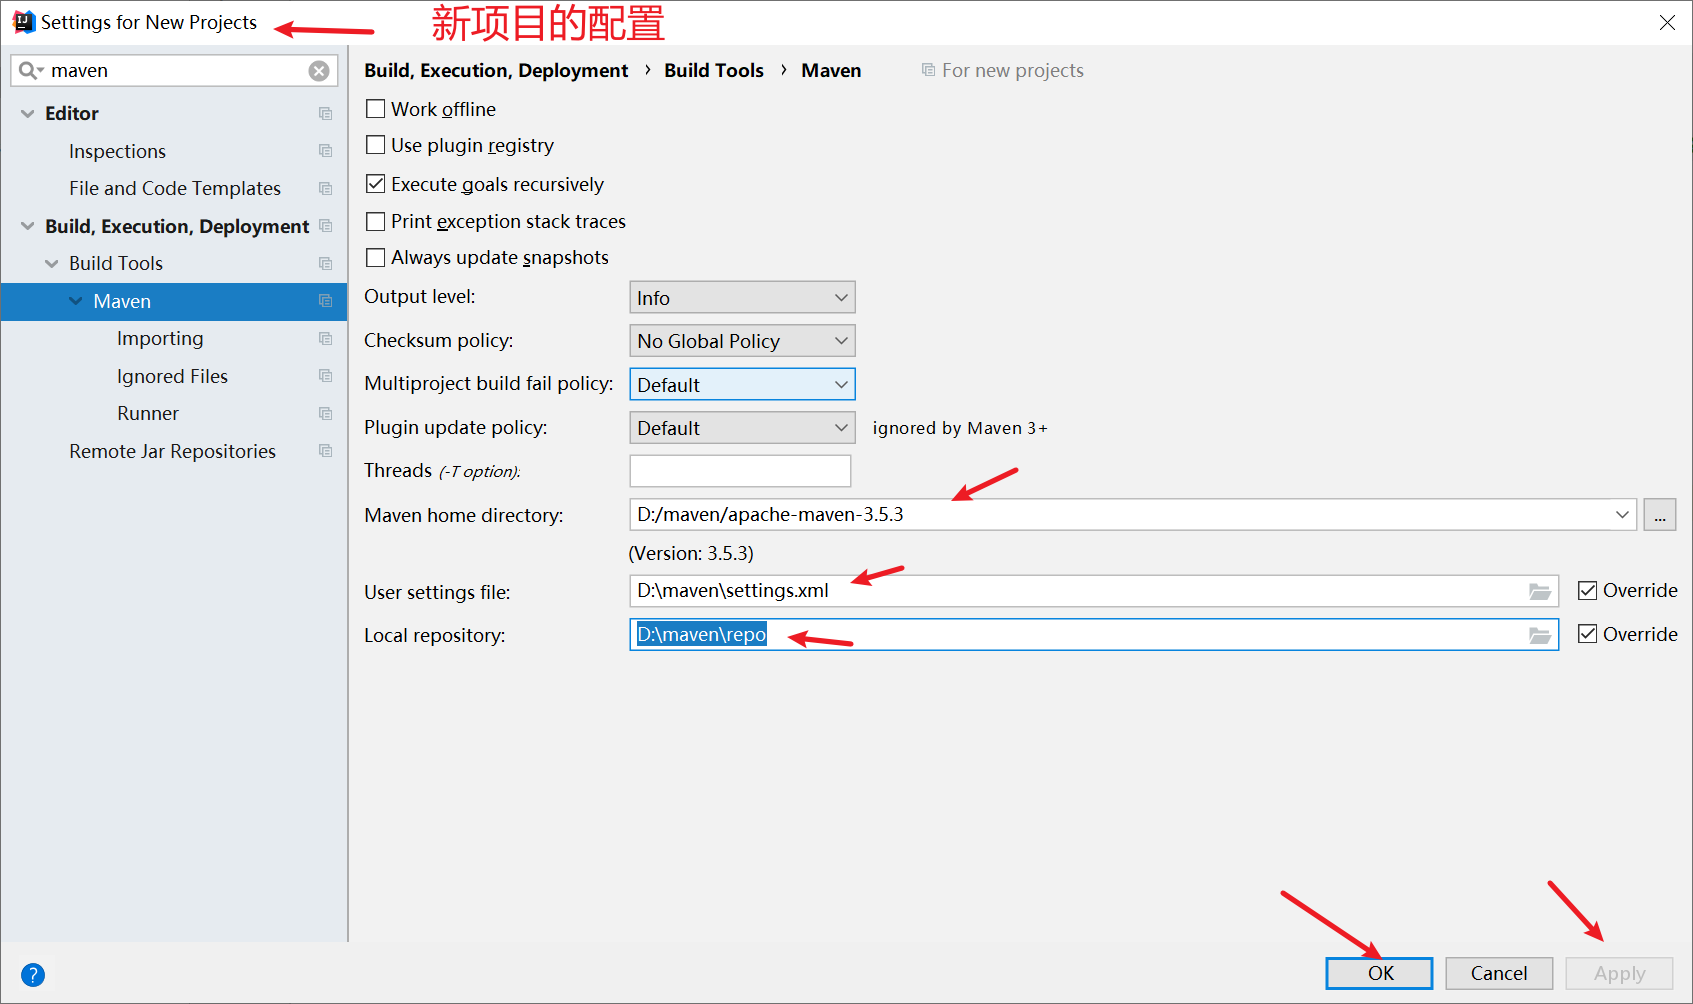 Settings for New Projects
新项目的配置
maven
Editor
Inspections
File and Code Templates
Build, Execution, Deployment
Build Tools
Maven
Importing
Ignored Files
Runner
Remote Jar Repositories
Build, Execution, Deployment › Build Tools › Maven For new projects
Work offline
Use plugin registry
Execute goals recursively
Print exception stack traces
Always update snapshots
Output level: Info
Checksum policy: No Global Policy
Multiproject build fail policy: Default
Plugin update policy: Default ignored by Maven 3+
Threads (-T option):
Maven home directory: D:/maven/apache-maven-3.5.3 ...
(Version: 3.5.3)
User settings file: D:\maven\settings.xml Override
Local repository: D:\maven\repo Override
? OK Cancel Apply